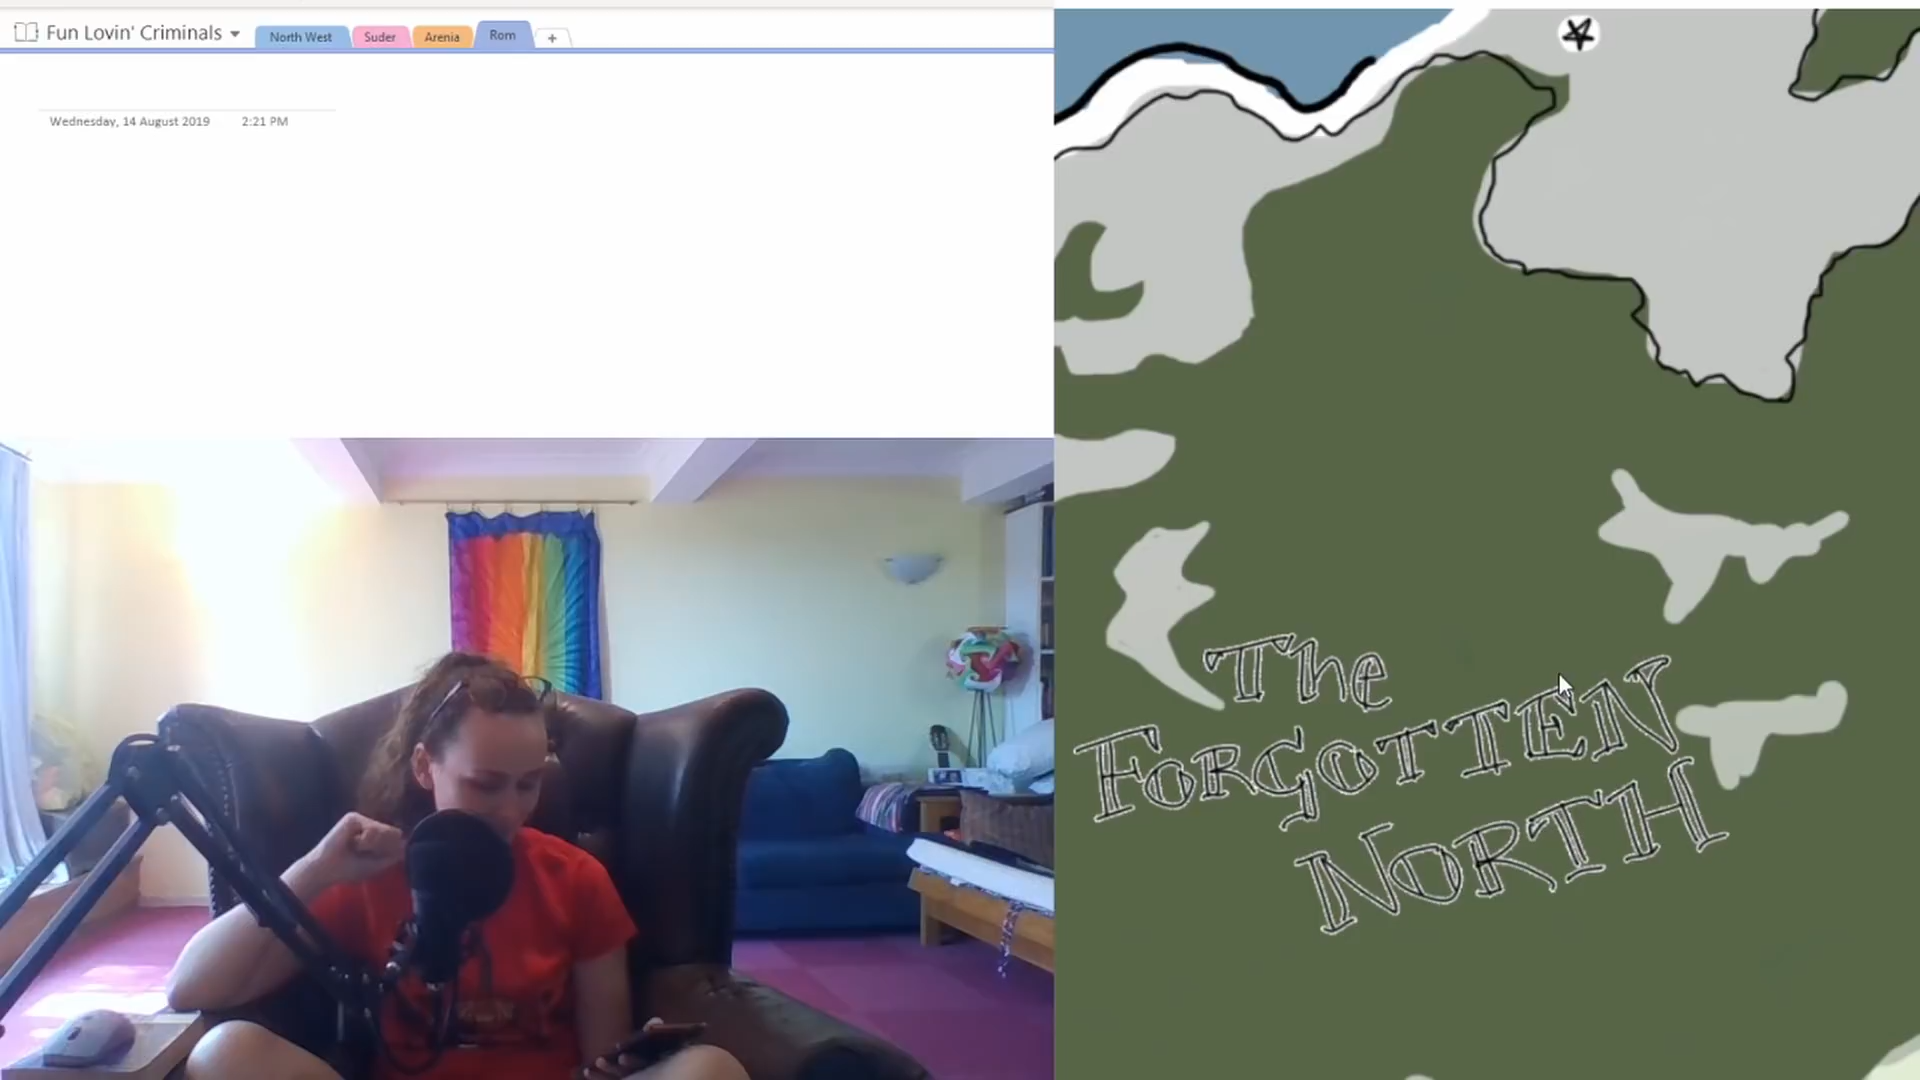 Fun Lovin' Criminals
North West
Suder
Arenia
Rom
Wednesday, 14 August 2019
2:21 PM
The
FORGOTTEN
NORTH